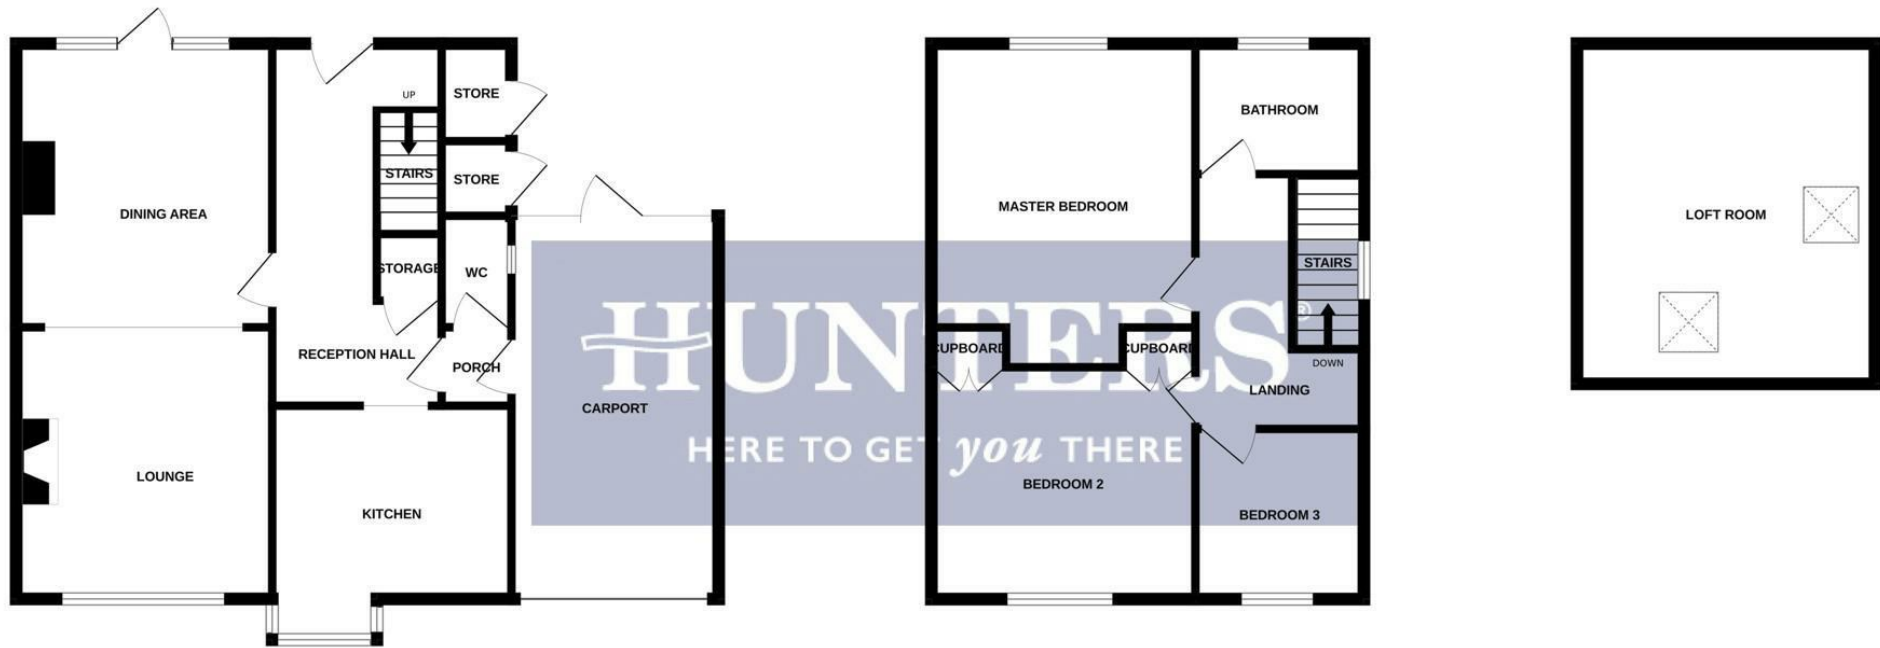 UP
STORE
STORE
STAIRS
DINING AREA
STORAGE
WC
RECEPTION HALL
PORCH
CARPORT
LOUNGE
KITCHEN
BATHROOM
MASTER BEDROOM
STAIRS
CUPBOARD
CUPBOARD
DOWN
LANDING
BEDROOM 2
BEDROOM 3
LOFT ROOM
HUNTERS®
HERE TO GET you THERE